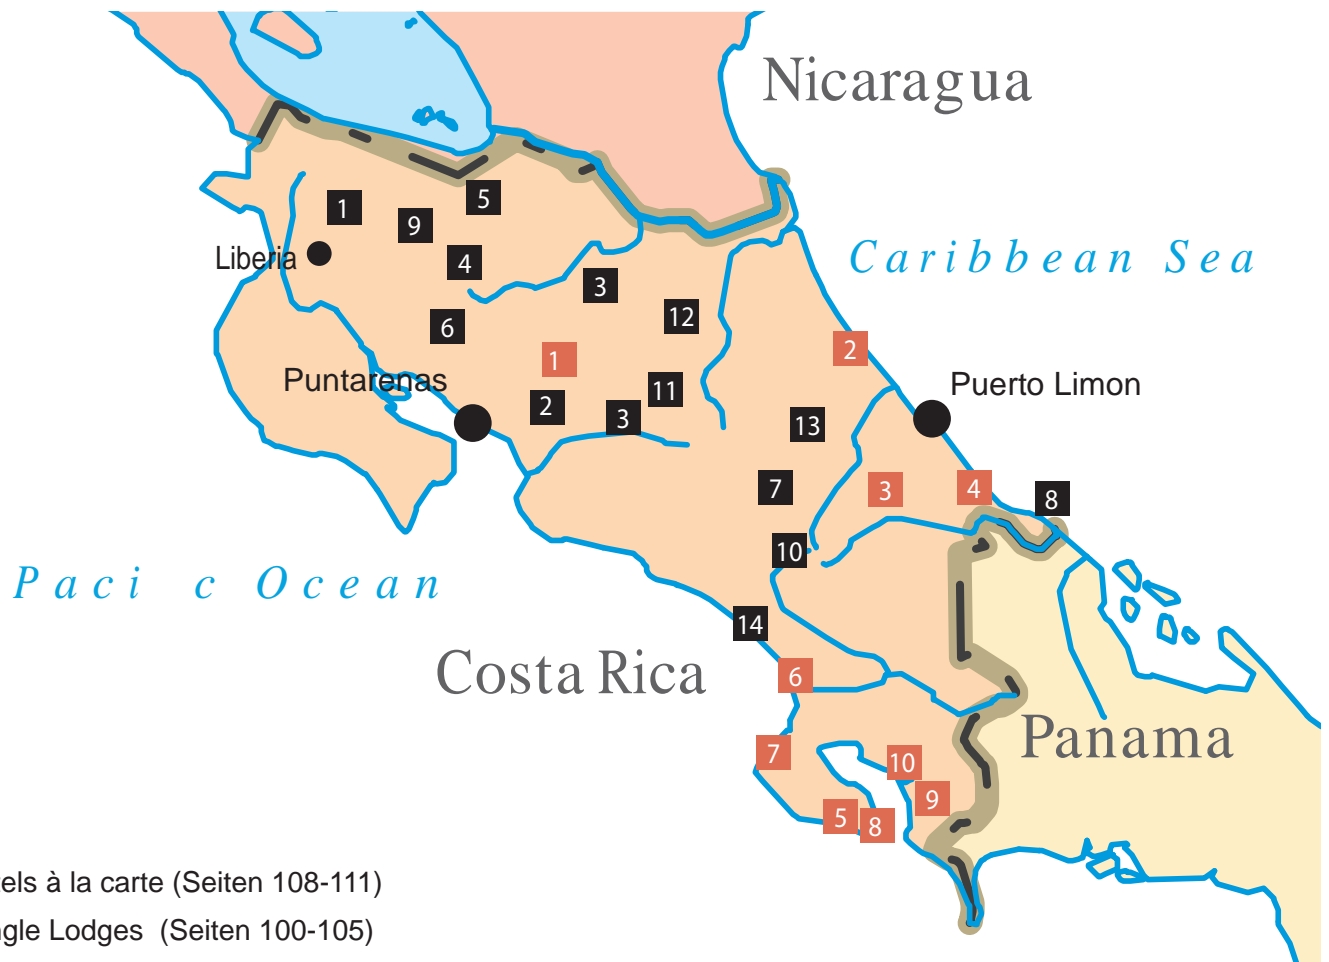 Nicaragua
5
1
9
Caribbean Sea
Liberia
4
3
12
6
2
1
Puntarenas
Puerto Limon
11
2
3
13
7
3
4
8
10
Paci c Ocean
14
Costa Rica
6
Panama
7
10
9
5
8
els à la carte (Seiten 108-111)
ngle Lodges (Seiten 100-105)